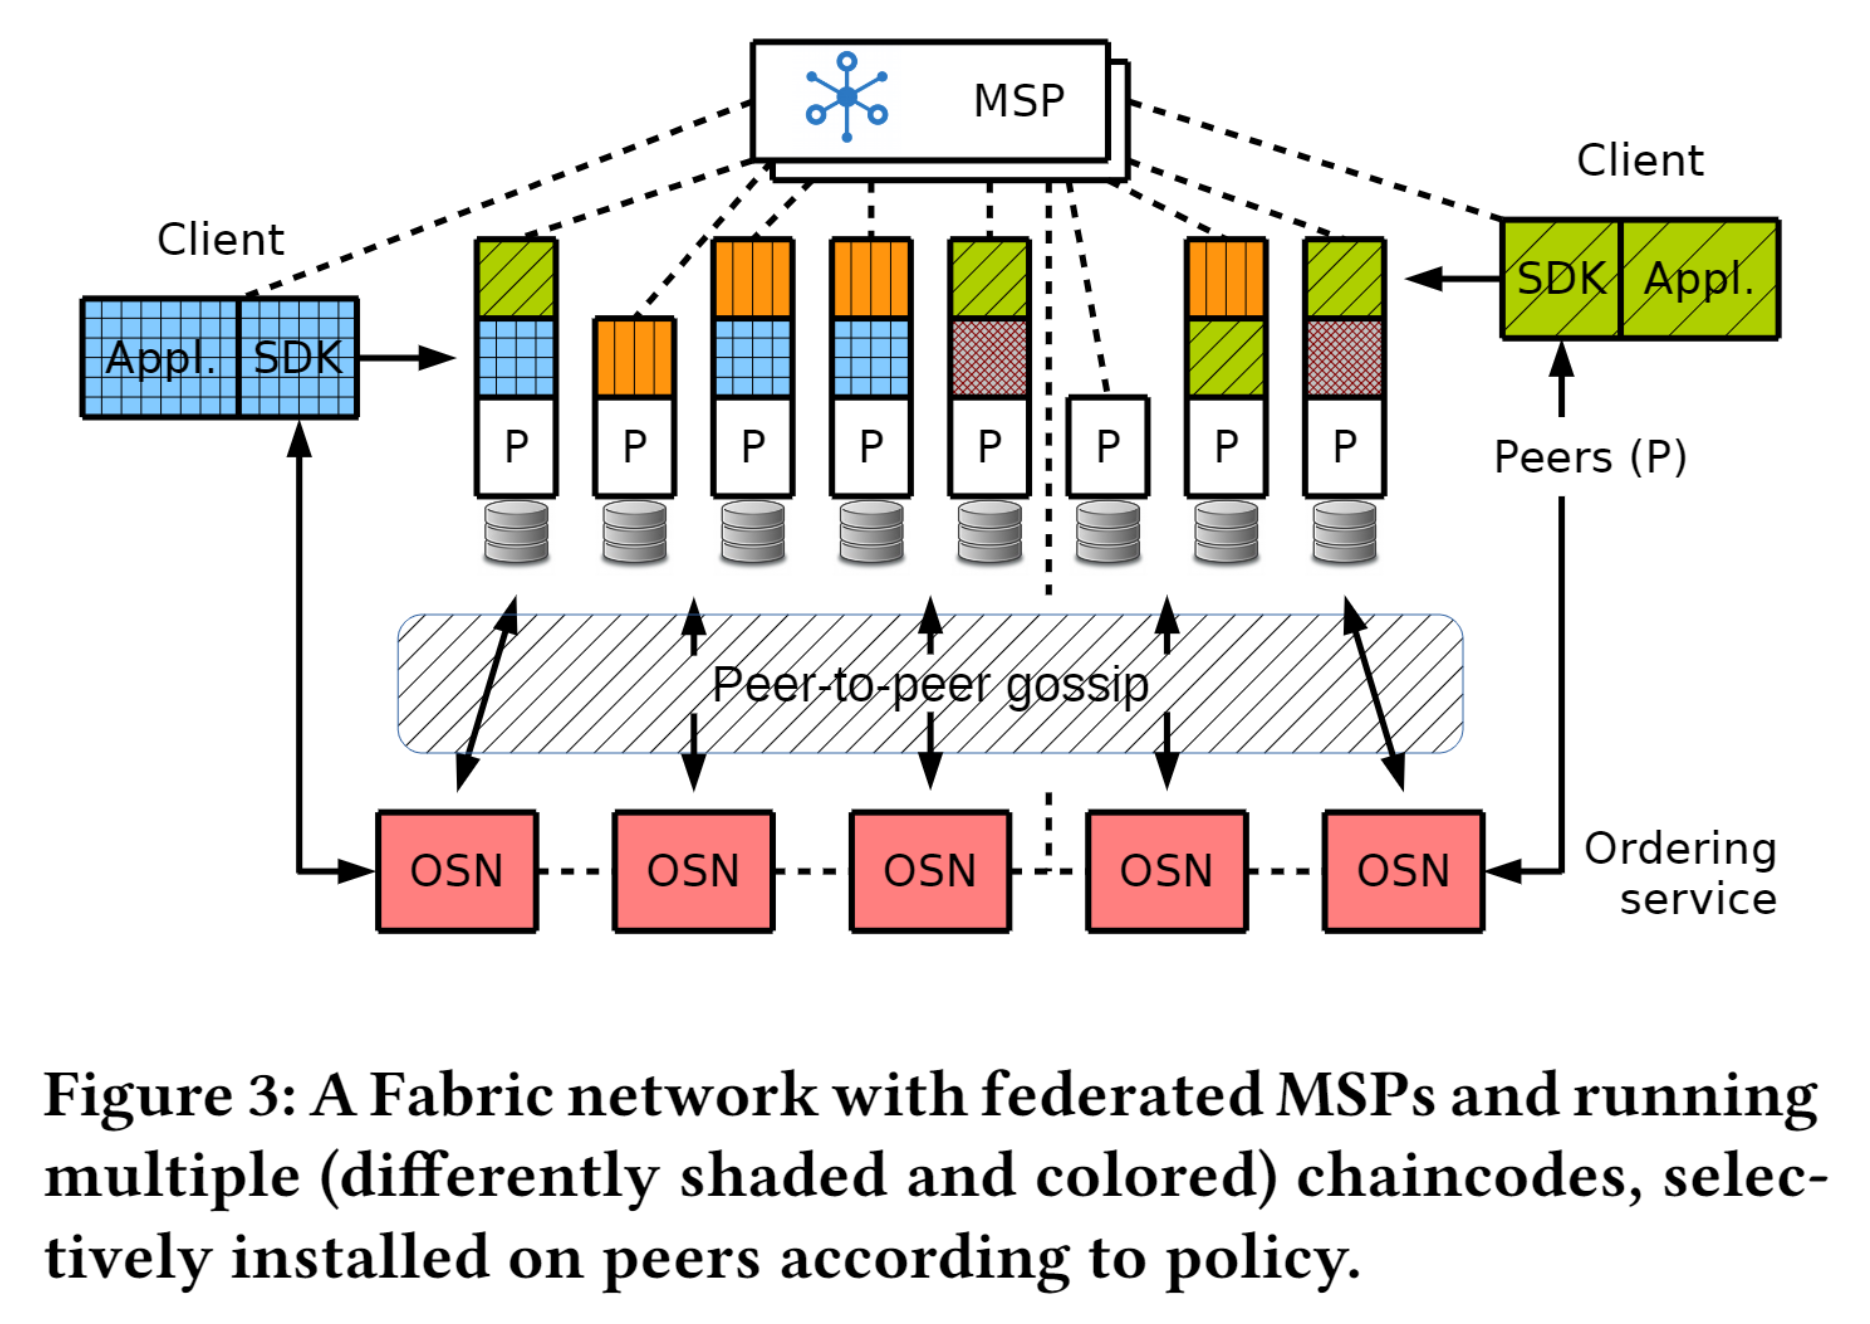 MSP
Client
Client
Appl.
SDK
SDK
Appl.
P
P
P
P
P
P
P
P
Peers (P)
Peer-to-peer gossip
OSN
OSN
OSN
OSN
OSN
Ordering
service
Figure 3: A Fabric network with federated MSPs and running
multiple (differently shaded and colored) chaincodes, selec-
tively installed on peers according to policy.